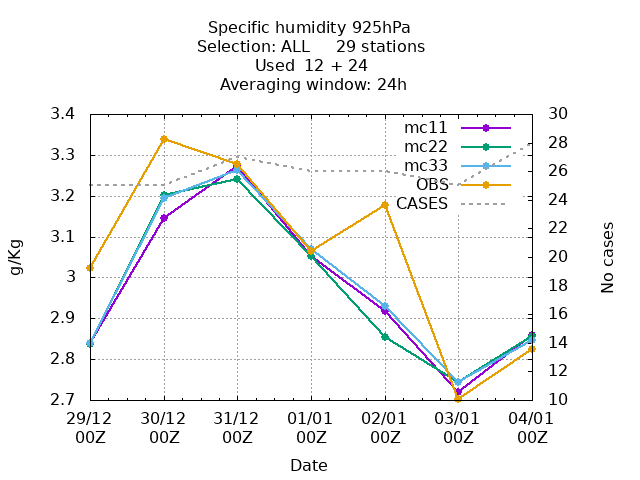 Specific humidity 925hPa
Selection: ALL     29 stations
Used  12 + 24
Averaging window: 24h
3.4
3.3
3.2
3.1
3
2.9
2.8
2.7
g/Kg
mc11
mc22
mc33
OBS
CASES
30
28
26
24
22
20
18
16
14
12
10
No cases
29/12 30/12 31/12 01/01 02/01 03/01 04/01
00Z 00Z 00Z 00Z 00Z 00Z 00Z
Date